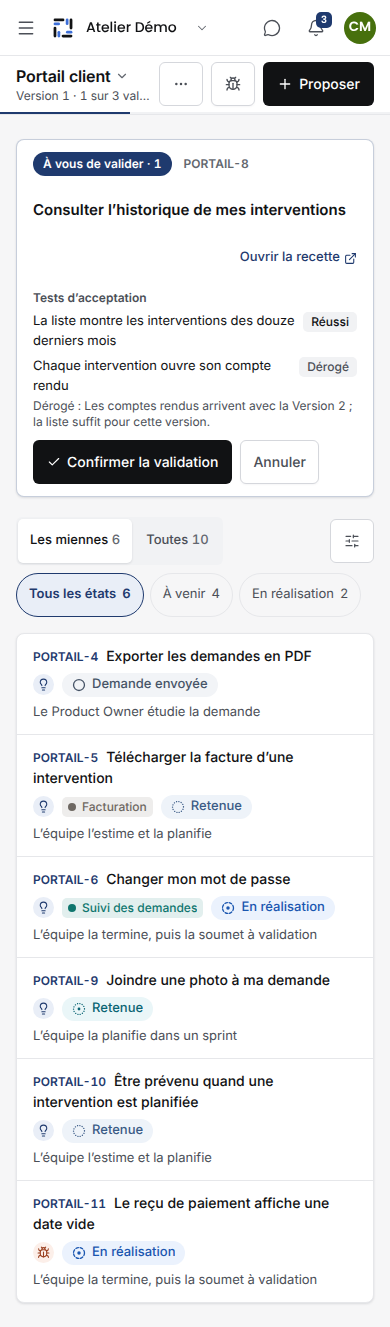 Atelier Démo
3
CM
Portail client
Version 1 · 1 sur 3 val...
Proposer
À vous de valider · 1 PORTAIL-8
Consulter l’historique de mes interventions
Ouvrir la recette
Tests d’acceptation
La liste montre les interventions des douze derniers mois
Réussi
Chaque intervention ouvre son compte rendu
Dérogé
Dérogé : Les comptes rendus arrivent avec la Version 2 ;
la liste suffit pour cette version.
Confirmer la validation
Annuler
Les miennes 6
Toutes 10
Tous les états 6
À venir 4
En réalisation 2
PORTAIL-4 Exporter les demandes en PDF
Demande envoyée
Le Product Owner étudie la demande
PORTAIL-5 Télécharger la facture d’une
intervention
Facturation
Retenue
L’équipe l’estime et la planifie
PORTAIL-6 Changer mon mot de passe
Suivi des demandes
En réalisation
L’équipe la termine, puis la soumet à validation
PORTAIL-9 Joindre une photo à ma demande
Retenue
L’équipe la planifie dans un sprint
PORTAIL-10 Être prévenu quand une
intervention est planifiée
Retenue
L’équipe l’estime et la planifie
PORTAIL-11 Le reçu de paiement affiche une
date vide
En réalisation
L’équipe la termine, puis la soumet à validation